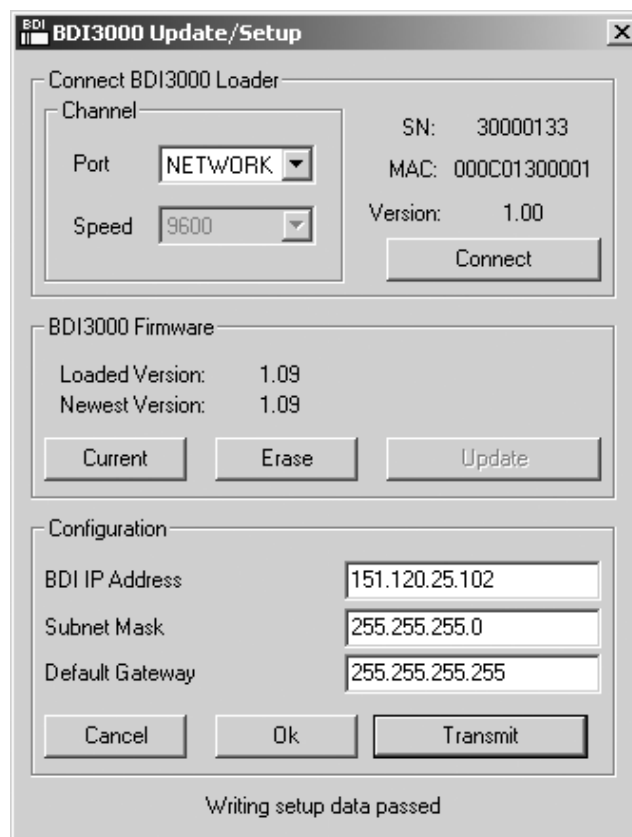 BDI
BDI3000 Update/Setup
Connect BDI3000 Loader
Channel
Port NETWORK
Speed 9600
SN: 30000133
MAC: 000C01300001
Version: 1.00
Connect
BDI3000 Firmware
Loaded Version: 1.09
Newest Version: 1.09
Current Erase Update
Configuration
BDI IP Address 151.120.25.102
Subnet Mask 255.255.255.0
Default Gateway 255.255.255.255
Cancel Ok Transmit
Writing setup data passed